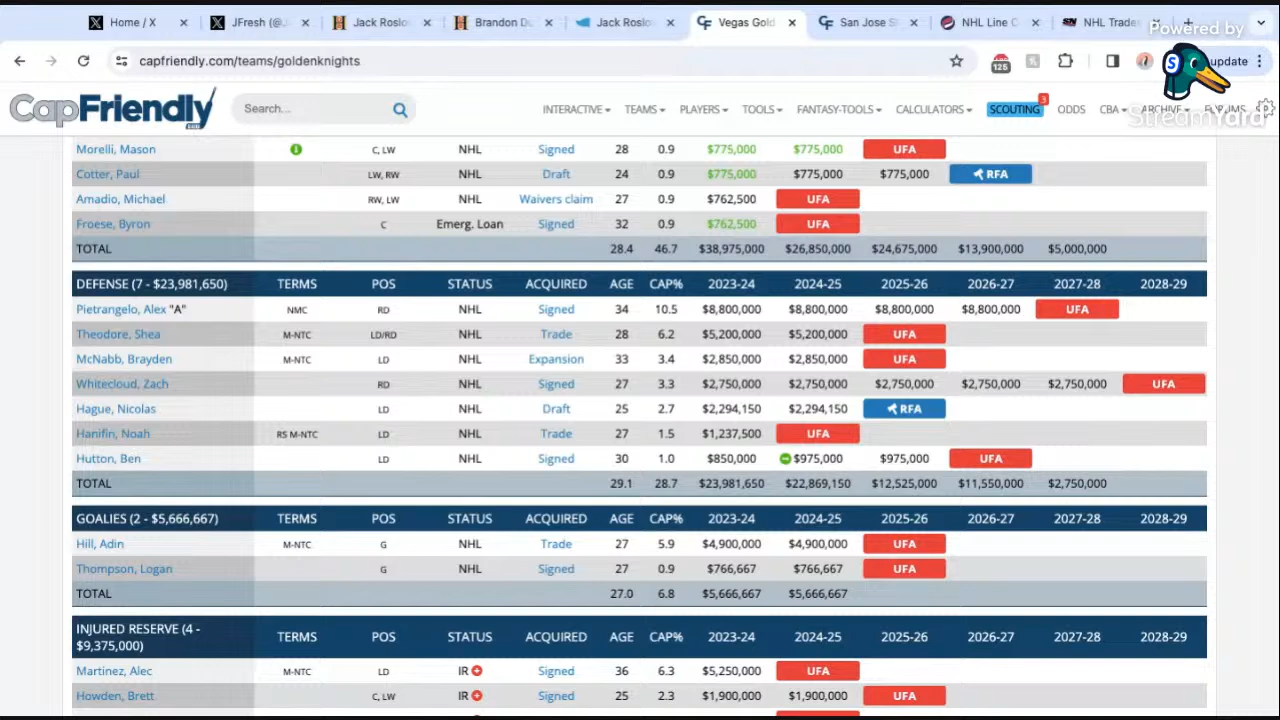 Home / X
JFresh (@J
Jack Roslo
Brandon Du
Jack Roslo
Vegas Gold
San Jose S
NHL Line C
NHL Trade
Powered by
capfriendly.com/teams/goldenknights
125
S
update
StreamYard
CapFriendly
Search...
INTERACTIVE TEAMS PLAYERS TOOLS FANTASY-TOOLS CALCULATORS SCOUTING 3 ODDS CBA ARCHIVE FORUMS
Morelli, Mason C, LW NHL Signed 28 0.9 $775,000 $775,000 UFA
Cotter, Paul LW, RW NHL Draft 24 0.9 $775,000 $775,000 $775,000 RFA
Amadio, Michael RW, LW NHL Waivers claim 27 0.9 $762,500 UFA
Froese, Byron C Emerg. Loan Signed 32 0.9 $762,500 UFA
TOTAL 28.4 46.7 $38,975,000 $26,850,000 $24,675,000 $13,900,000 $5,000,000
DEFENSE (7 - $23,981,650) TERMS POS STATUS ACQUIRED AGE CAP% 2023-24 2024-25 2025-26 2026-27 2027-28 2028-29
Pietrangelo, Alex "A" NMC RD NHL Signed 34 10.5 $8,800,000 $8,800,000 $8,800,000 $8,800,000 UFA
Theodore, Shea M-NTC LD/RD NHL Trade 28 6.2 $5,200,000 $5,200,000 UFA
McNabb, Brayden M-NTC LD NHL Expansion 33 3.4 $2,850,000 $2,850,000 UFA
Whitecloud, Zach RD NHL Signed 27 3.3 $2,750,000 $2,750,000 $2,750,000 $2,750,000 $2,750,000 UFA
Hague, Nicolas LD NHL Draft 25 2.7 $2,294,150 $2,294,150 RFA
Hanifin, Noah RS M-NTC LD NHL Trade 27 1.5 $1,237,500 UFA
Hutton, Ben LD NHL Signed 30 1.0 $850,000 $975,000 $975,000 UFA
TOTAL 29.1 28.7 $23,981,650 $22,869,150 $12,525,000 $11,550,000 $2,750,000
GOALIES (2 - $5,666,667) TERMS POS STATUS ACQUIRED AGE CAP% 2023-24 2024-25 2025-26 2026-27 2027-28 2028-29
Hill, Adin M-NTC G NHL Trade 27 5.9 $4,900,000 $4,900,000 UFA
Thompson, Logan G NHL Signed 27 0.9 $766,667 $766,667 UFA
TOTAL 27.0 6.8 $5,666,667 $5,666,667
INJURED RESERVE (4 -
$9,375,000) TERMS POS STATUS ACQUIRED AGE CAP% 2023-24 2024-25 2025-26 2026-27 2027-28 2028-29
Martinez, Alec M-NTC LD IR Signed 36 6.3 $5,250,000 UFA
Howden, Brett C, LW IR Signed 25 2.3 $1,900,000 $1,900,000 UFA